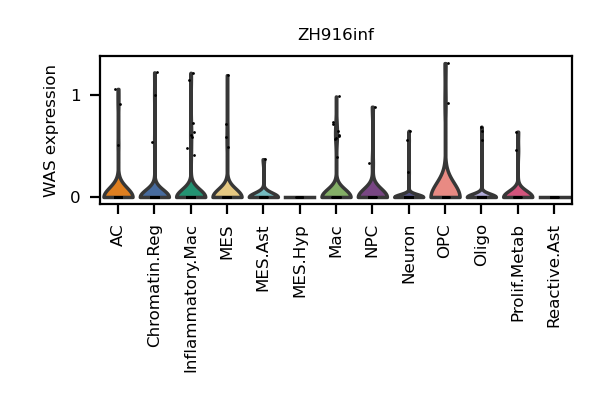 ZH916inf
WAS expression
1
0
AC
Chromatin.Reg
Inflammatory.Mac
MES
MES.Ast
MES.Hyp
Mac
NPC
Neuron
OPC
Oligo
Prolif.Metab
Reactive.Ast